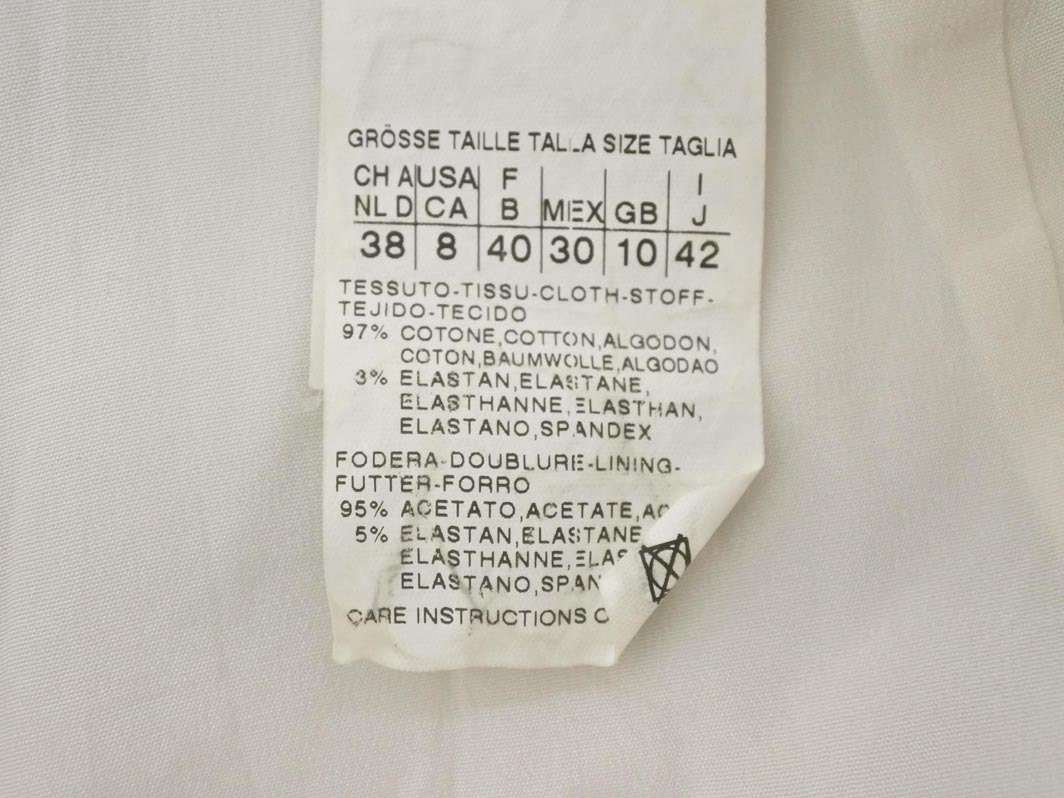 GRÖSSE TAILLE TALLA SIZE TAGLIA
CH A USA F I
NL D CA B MEX GB J
38 8 40 30 10 42
TESSUTO-TISSU-CLOTH-STOFF-
TEJIDO-TECIDO
97% COTONE,COTTON,ALGODON,
COTON,BAUMWOLLE,ALGODAO
3% ELASTAN,ELASTANE,
ELASTHANNE,ELASTHAN,
ELASTANO,SPANDEX
FODERA-DOUBLURE-LINING-
FUTTER-FORRO
95% ACETATO,ACETATE,
5% ELASTAN,ELASTANE
ELASTHANNE,
ELASTANO,
CARE INSTRUCTIONS